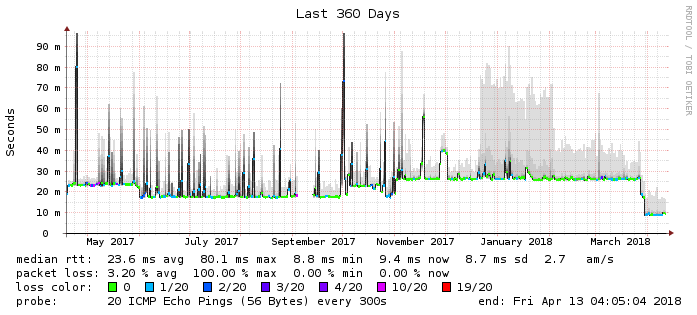 Last 360 Days
RRDTOOL / TOBI OETIKER
Seconds
90 m
80 m
70 m
60 m
50 m
40 m
30 m
20 m
10 m
0
May 2017 July 2017 September 2017 November 2017 January 2018 March 2018
median rtt: 23.6 ms avg 80.1 ms max 8.8 ms min 9.4 ms now 8.7 ms sd 2.7 am/s
packet loss: 3.20 % avg 100.00 % max 0.00 % min 0.00 % now
loss color: 0 1/20 2/20 3/20 4/20 10/20 19/20
probe: 20 ICMP Echo Pings (56 Bytes) every 300s end: Fri Apr 13 04:05:04 2018